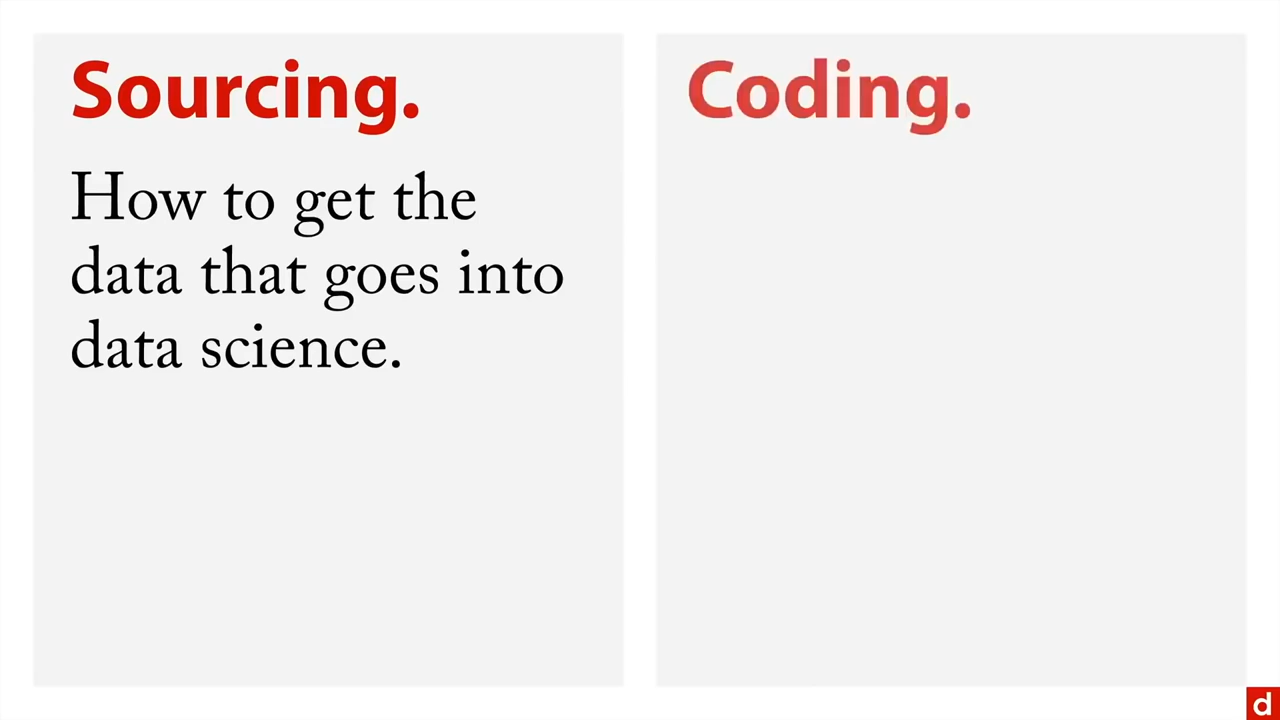 Sourcing.
How to get the
data that goes into
data science.
Coding.
d